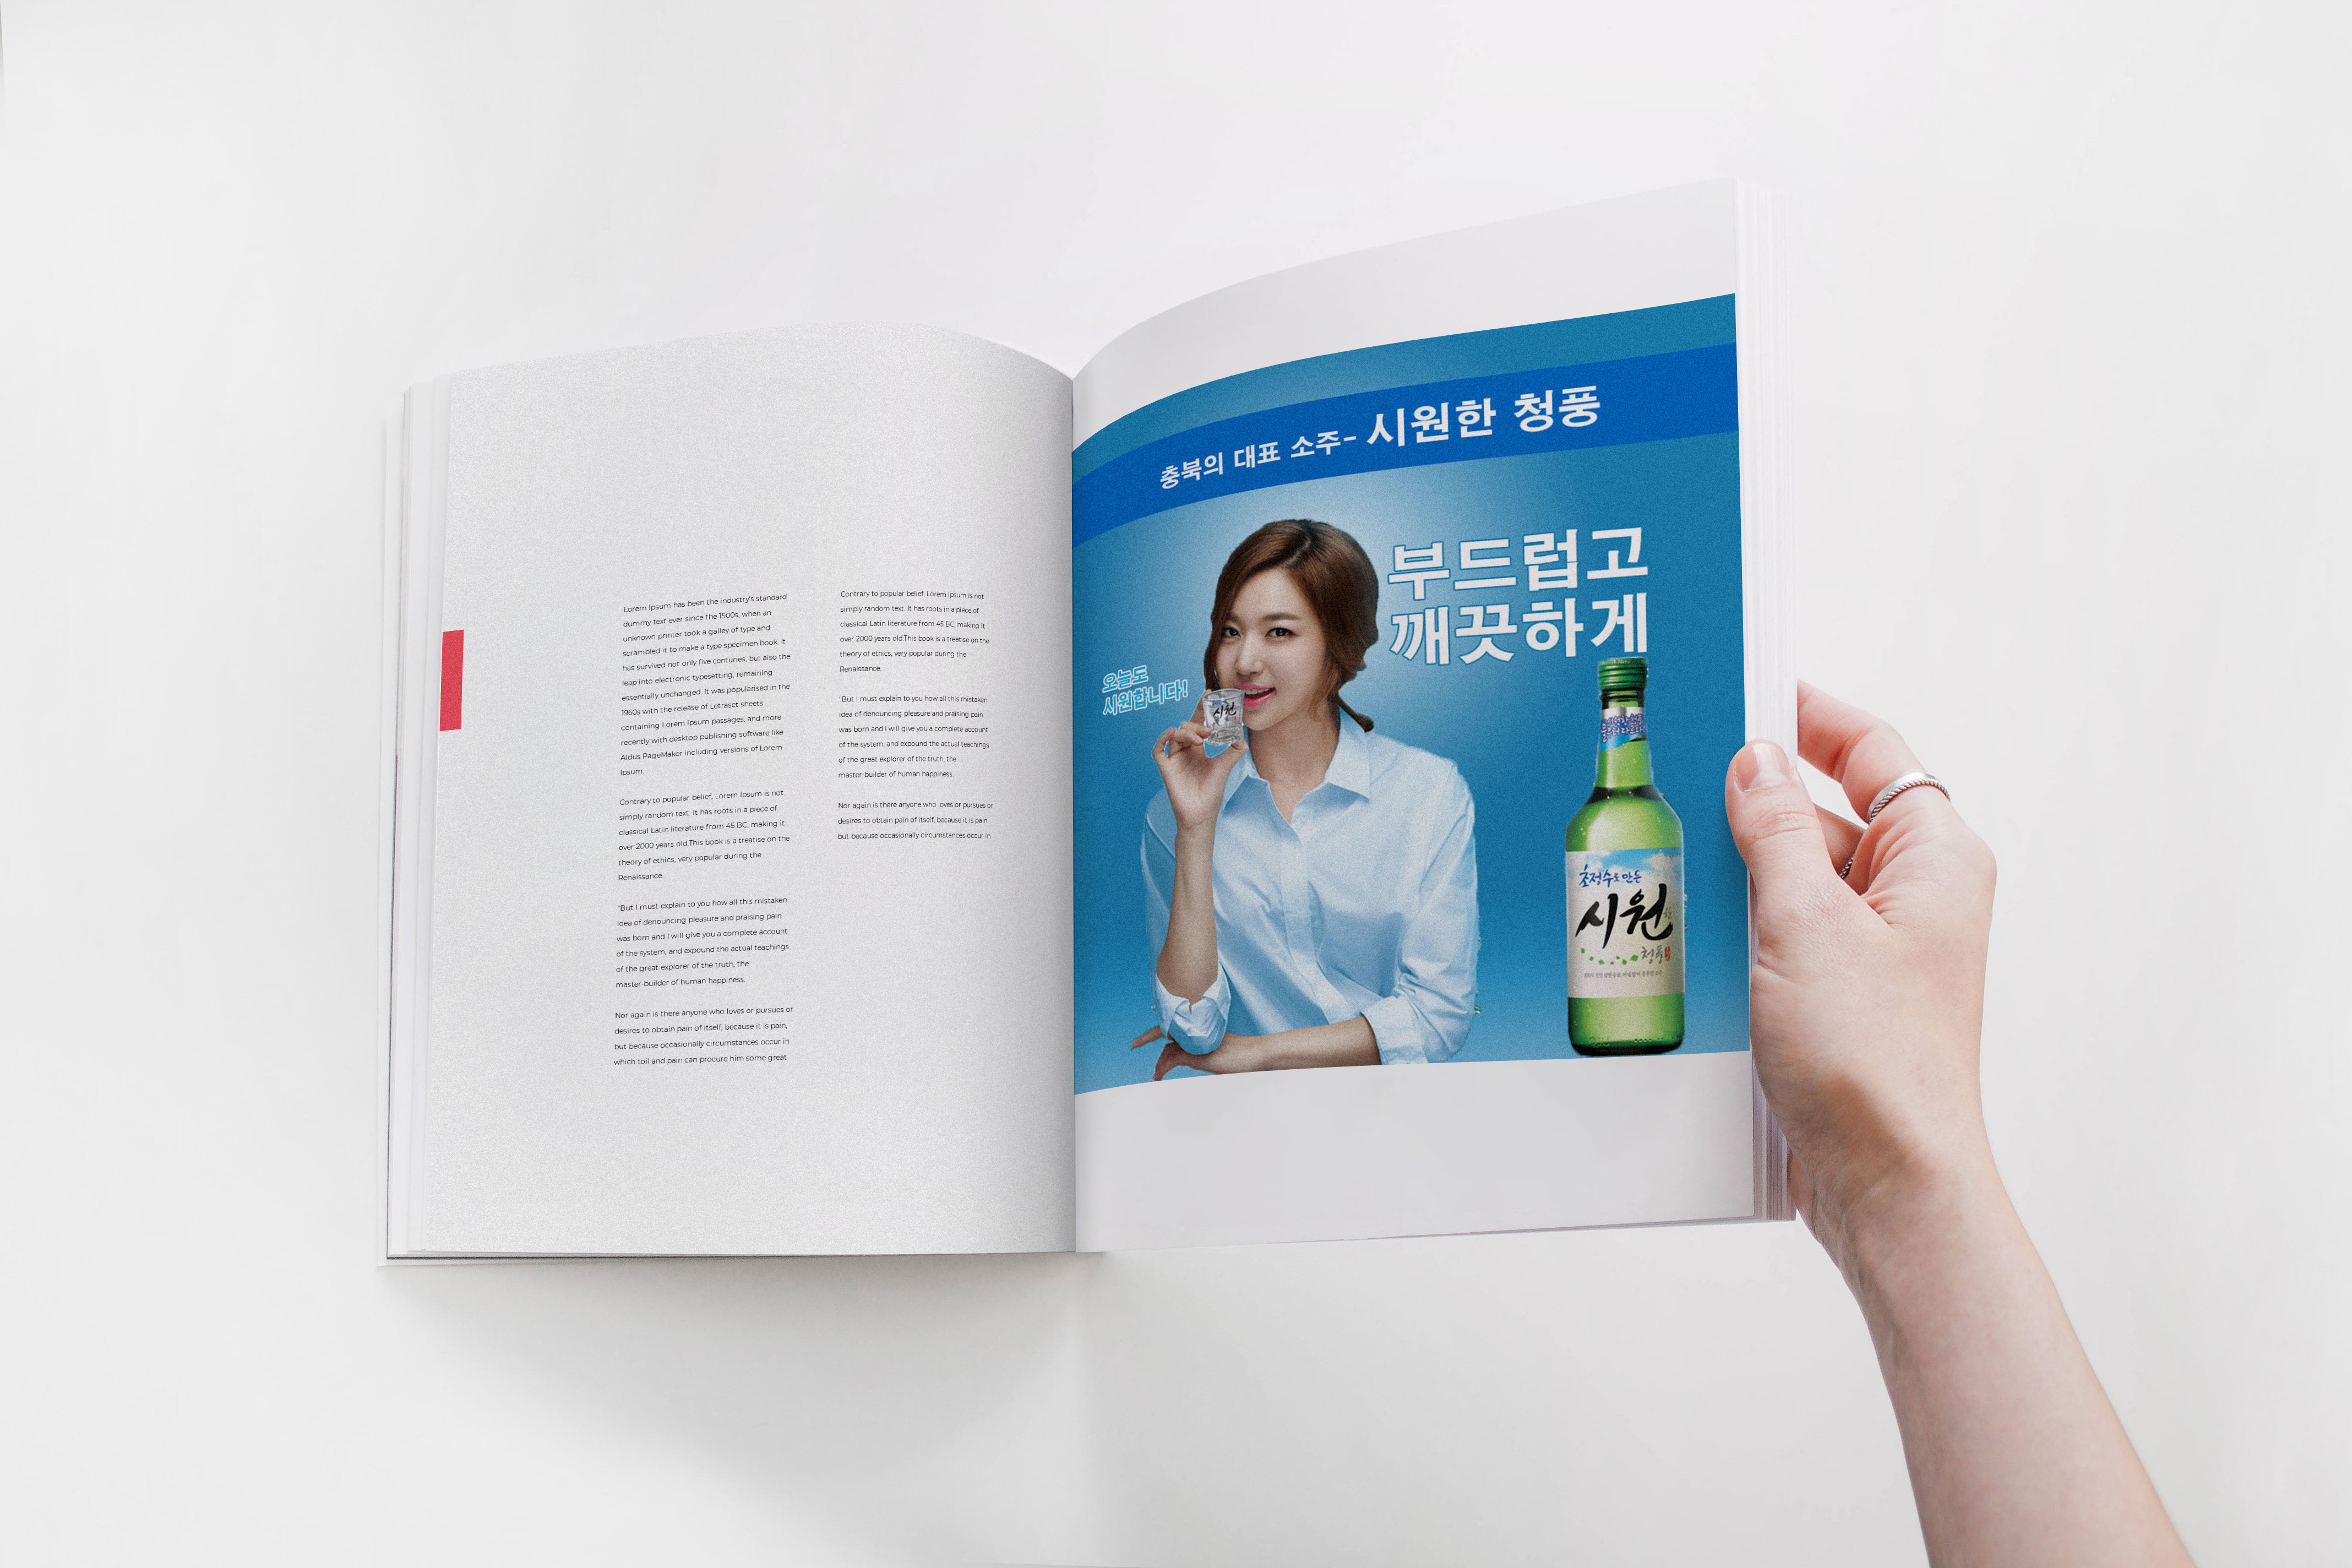 Lorem Ipsum has been the industry's standard
dummy text ever since the 1500s, when an
unknown printer took a galley of type and
scrambled it to make a type specimen book. It
has survived not only five centuries, but also the
leap into electronic typesetting, remaining
essentially unchanged. It was popularised in the
1960s with the release of Letraset sheets
containing Lorem Ipsum passages, and more
recently with desktop publishing software like
Aldus PageMaker including versions of Lorem
Ipsum.
Contrary to popular belief, Lorem Ipsum is not
simply random text. It has roots in a piece of
classical Latin literature from 45 BC, making it
over 2000 years old.This book is a treatise on the
theory of ethics, very popular during the
Renaissance.
"But I must explain to you how all this mistaken
idea of denouncing pleasure and praising pain
was born and I will give you a complete account
of the system, and expound the actual teachings
of the great explorer of the truth, the
master-builder of human happiness.
Nor again is there anyone who loves or pursues or
desires to obtain pain of itself, because it is pain,
but because occasionally circumstances occur in
which toil and pain can procure him some great
Contrary to popular belief, Lorem Ipsum is not
simply random text. It has roots in a piece of
classical Latin literature from 45 BC, making it
over 2000 years old.This book is a treatise on the
theory of ethics, very popular during the
Renaissance.
"But I must explain to you how all this mistaken
idea of denouncing pleasure and praising pain
was born and I will give you a complete account
of the system, and expound the actual teachings
of the great explorer of the truth, the
master-builder of human happiness.
Nor again is there anyone who loves or pursues or
desires to obtain pain of itself, because it is pain,
but because occasionally circumstances occur in
충북의 대표 소주- 시원한 청풍
부드럽고
깨끗하게
오늘도
시원합니다!
시원
초정수로 만든
시원한
청풍